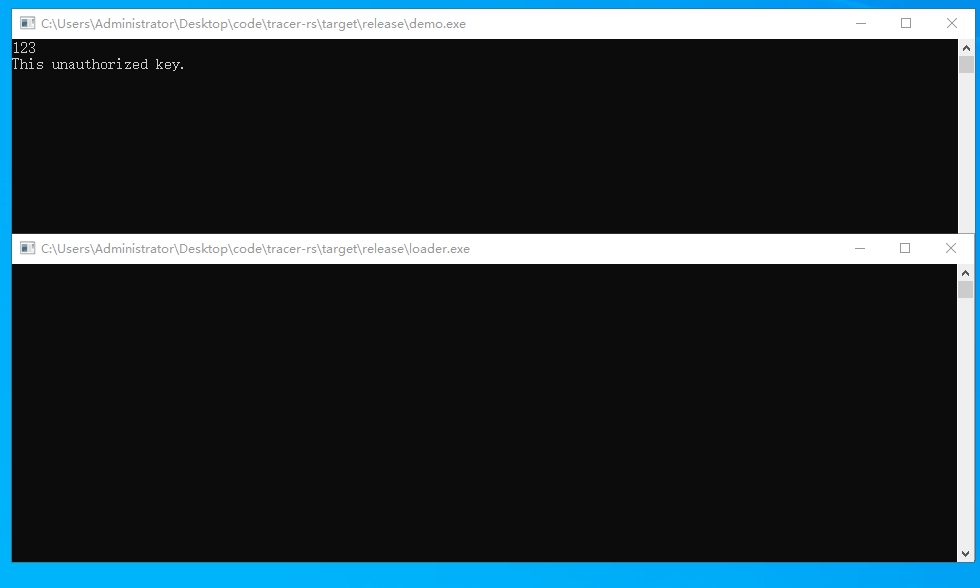 C:\Users\Administrator\Desktop\code\tracer-rs\target\release\demo.exe
123
This unauthorized key.
C:\Users\Administrator\Desktop\code\tracer-rs\target\release\loader.exe